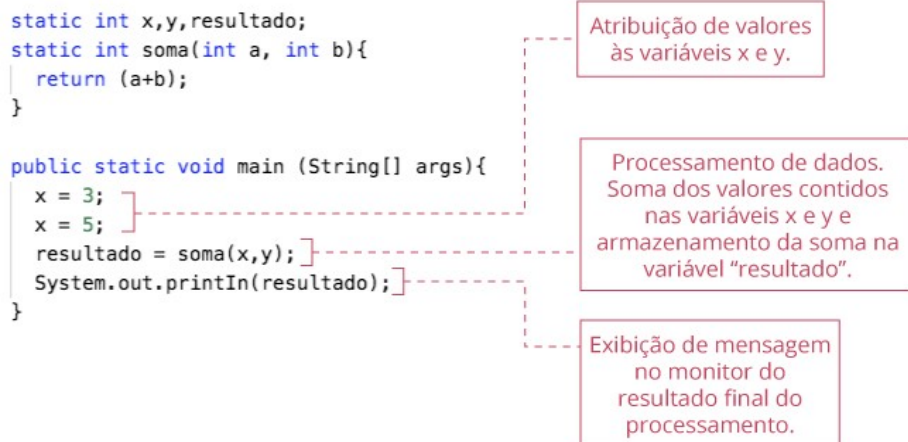 static int x,y,resultado;
static int soma(int a, int b){
return (a+b);
}
public static void main (String[] args){
x = 3;
x = 5;
resultado = soma(x,y);
System.out.printIn(resultado);
}
Atribuição de valores
às variáveis x e y.
Processamento de dados.
Soma dos valores contidos
nas variáveis x e y e
armazenamento da soma na
variável “resultado”.
Exibição de mensagem
no monitor do
resultado final do
processamento.